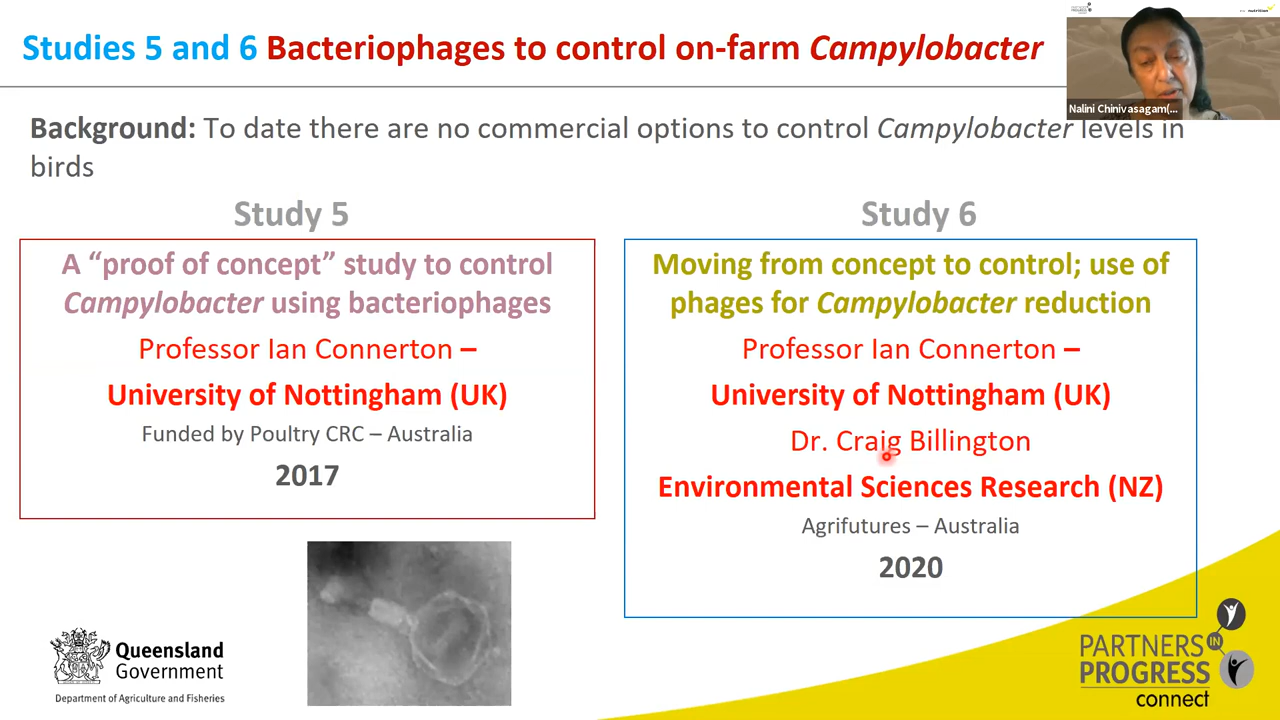 Studies 5 and 6 Bacteriophages to control on-farm Campylobacter
Nalini Chinivasagam(...
Background: To date there are no commercial options to control Campylobacter levels in
birds
Study 5
A “proof of concept” study to control
Campylobacter using bacteriophages
Professor Ian Connerton –
University of Nottingham (UK)
Funded by Poultry CRC – Australia
2017
Study 6
Moving from concept to control; use of
phages for Campylobacter reduction
Professor Ian Connerton –
University of Nottingham (UK)
Dr. Craig Billington
Environmental Sciences Research (NZ)
Agrifutures – Australia
2020
Queensland
Government
Department of Agriculture and Fisheries
PARTNERS IN
PROGRESS
connect
PARTNERS
PROGRESS
nutrition